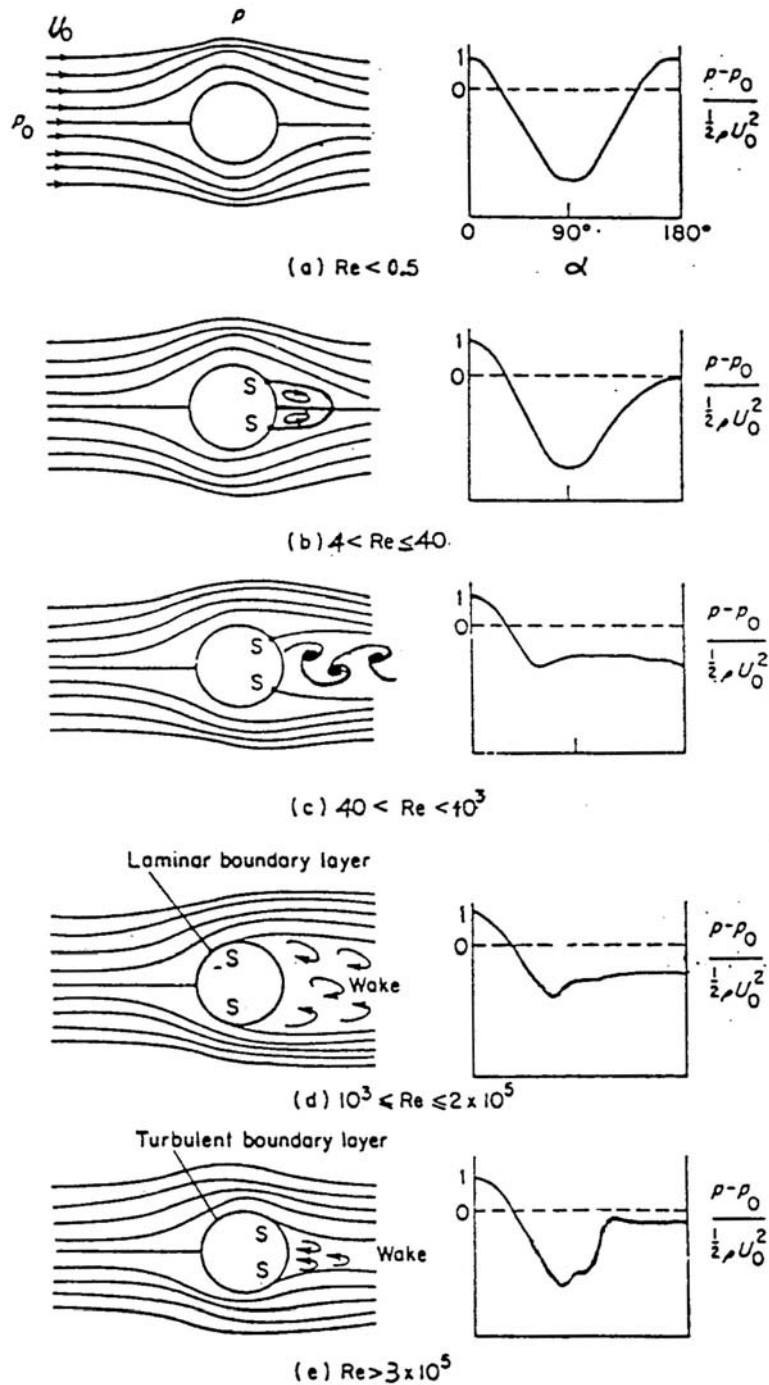 U₀
p
p₀
1
0
p-p₀
½ρU₀²
0
90°
180°
α
(a) Re < 0.5
S
S
1
0
p-p₀
½ρU₀²
(b) 4 < Re ≤ 40
S
S
1
0
p-p₀
½ρU₀²
(c) 40 < Re < 10³
Laminar boundary layer
S
S
Wake
1
0
p-p₀
½ρU₀²
(d) 10³ ≤ Re ≤ 2 x 10⁵
Turbulent boundary layer
S
S
Wake
1
0
p-p₀
½ρU₀²
(e) Re > 3 x 10⁵